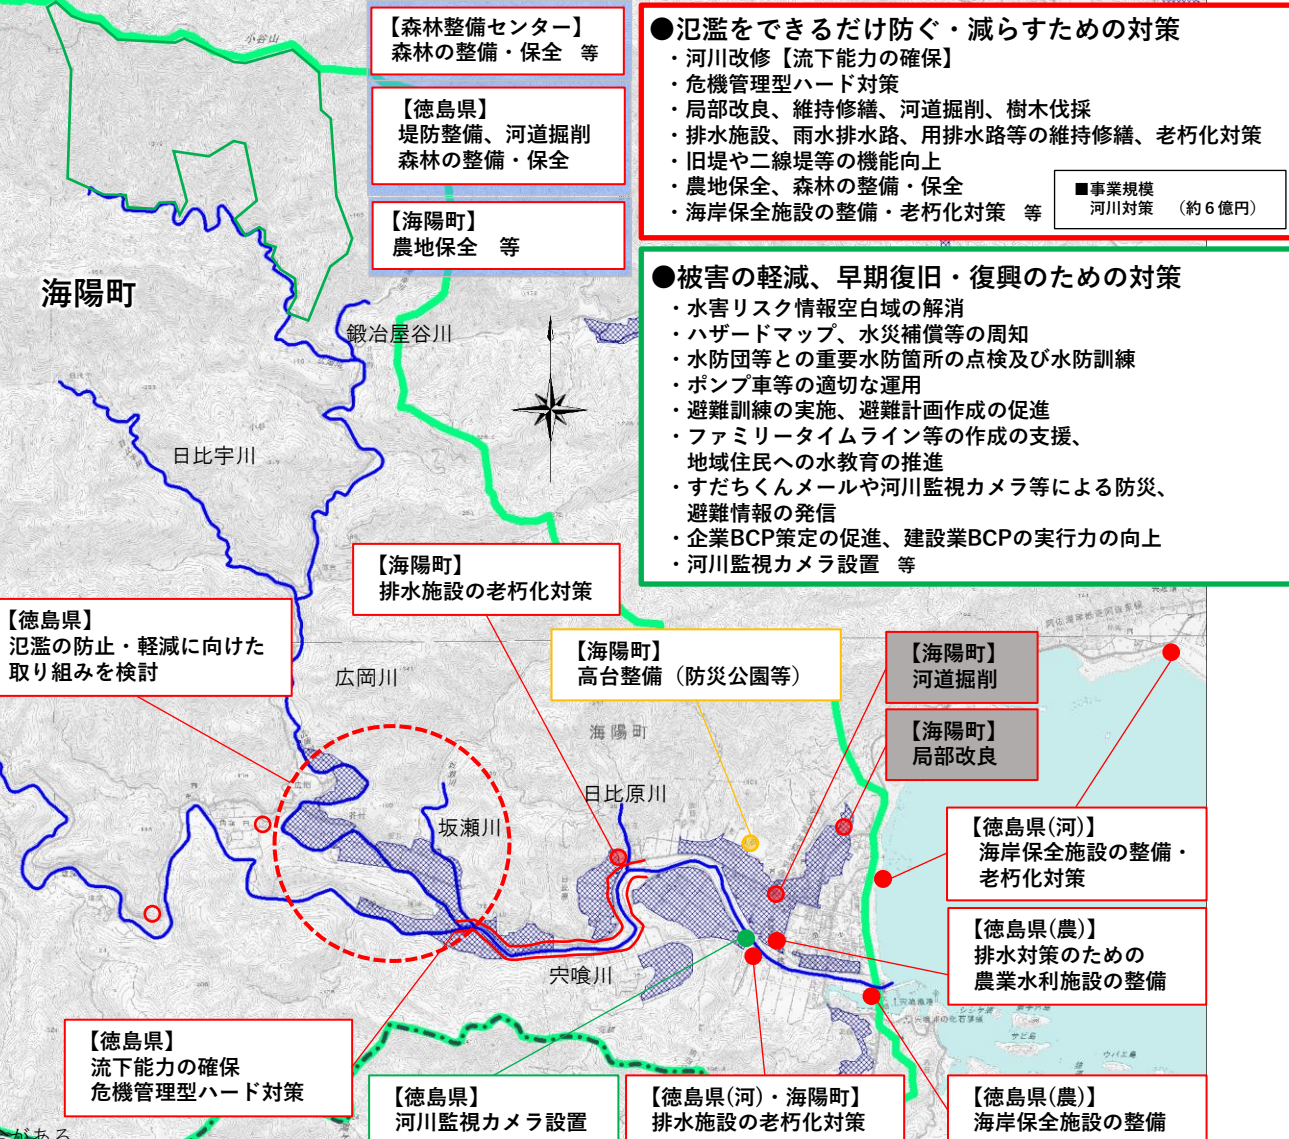 【森林整備センター】
森林の整備・保全 等
【徳島県】
堤防整備、河道掘削
森林の整備・保全
【海陽町】
農地保全 等
●氾濫をできるだけ防ぐ・減らすための対策
・河川改修【流下能力の確保】
・危機管理型ハード対策
・局部改良、維持修繕、河道掘削、樹木伐採
・排水施設、雨水排水路、用排水路等の維持修繕、老朽化対策
・旧堤や二線堤等の機能向上
・農地保全、森林の整備・保全
・海岸保全施設の整備・老朽化対策 等
■事業規模
河川対策 （約６億円）
●被害の軽減、早期復旧・復興のための対策
・水害リスク情報空白域の解消
・ハザードマップ、水災補償等の周知
・水防団等との重要水防箇所の点検及び水防訓練
・ポンプ車等の適切な運用
・避難訓練の実施、避難計画作成の促進
・ファミリータイムライン等の作成の支援、
地域住民への水教育の推進
・すだちくんメールや河川監視カメラ等による防災、
避難情報の発信
・企業BCP策定の促進、建設業BCPの実行力の向上
・河川監視カメラ設置 等
小谷山
海陽町
鍛冶屋谷川
日比宇川
【海陽町】
排水施設の老朽化対策
【徳島県】
氾濫の防止・軽減に向けた
取り組みを検討
広岡川
【海陽町】
高台整備（防災公園等）
【海陽町】
河道掘削
【海陽町】
局部改良
海陽町
日比原川
坂瀬川
【徳島県(河)】
海岸保全施設の整備・
老朽化対策
【徳島県(農)】
排水対策のための
農業水利施設の整備
宍喰川
【徳島県】
流下能力の確保
危機管理型ハード対策
【徳島県】
河川監視カメラ設置
【徳島県(河)・海陽町】
排水施設の老朽化対策
【徳島県(農)】
海岸保全施設の整備
サビ島
ウバエ島
がある